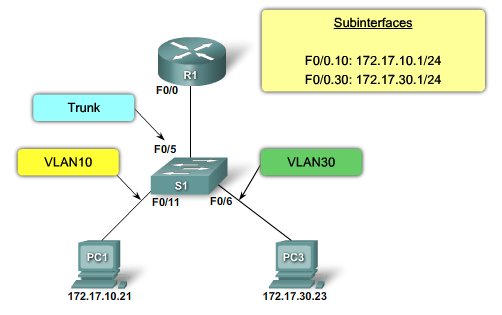 Subinterfaces
F0/0.10: 172.17.10.1/24
F0/0.30: 172.17.30.1/24
R1
F0/0
Trunk
F0/5
VLAN10
VLAN30
S1
F0/11
F0/6
PC1
PC3
172.17.10.21
172.17.30.23